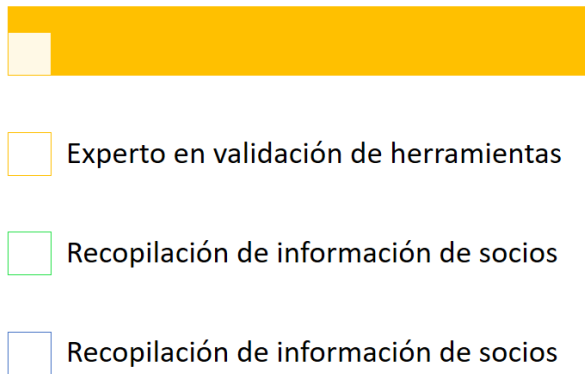 Experto en validación de herramientas
Recopilación de información de socios
Recopilación de información de socios